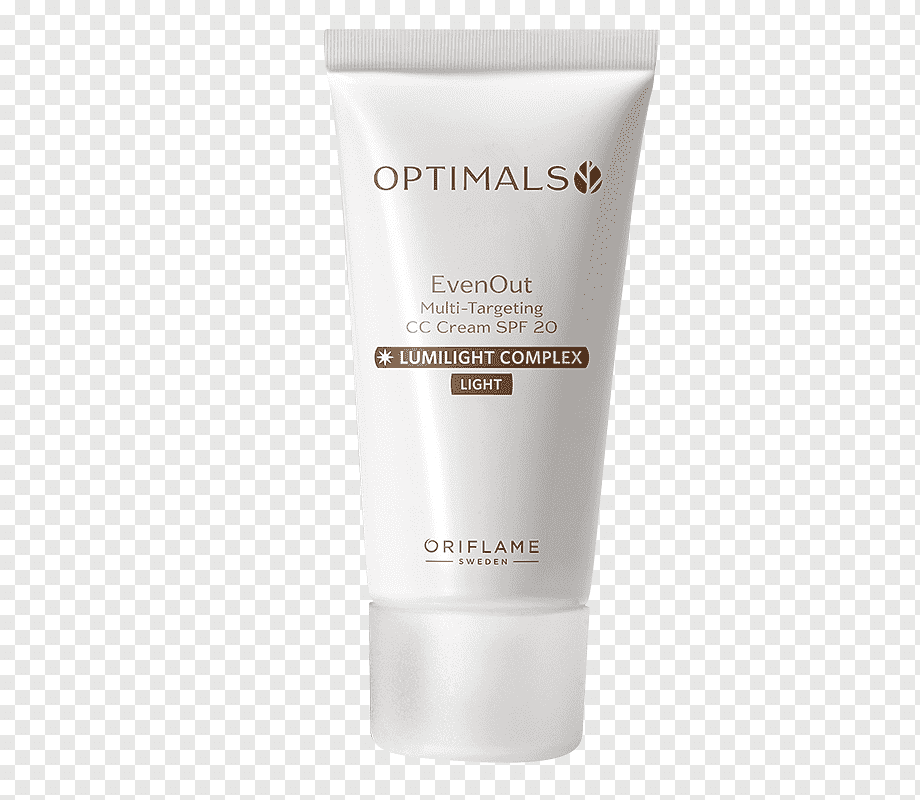 OPTIMALS
EvenOut
Multi-Targeting
CC Cream SPF 20
LUMILIGHT COMPLEX
LIGHT
ORIFLAME
SWEDEN